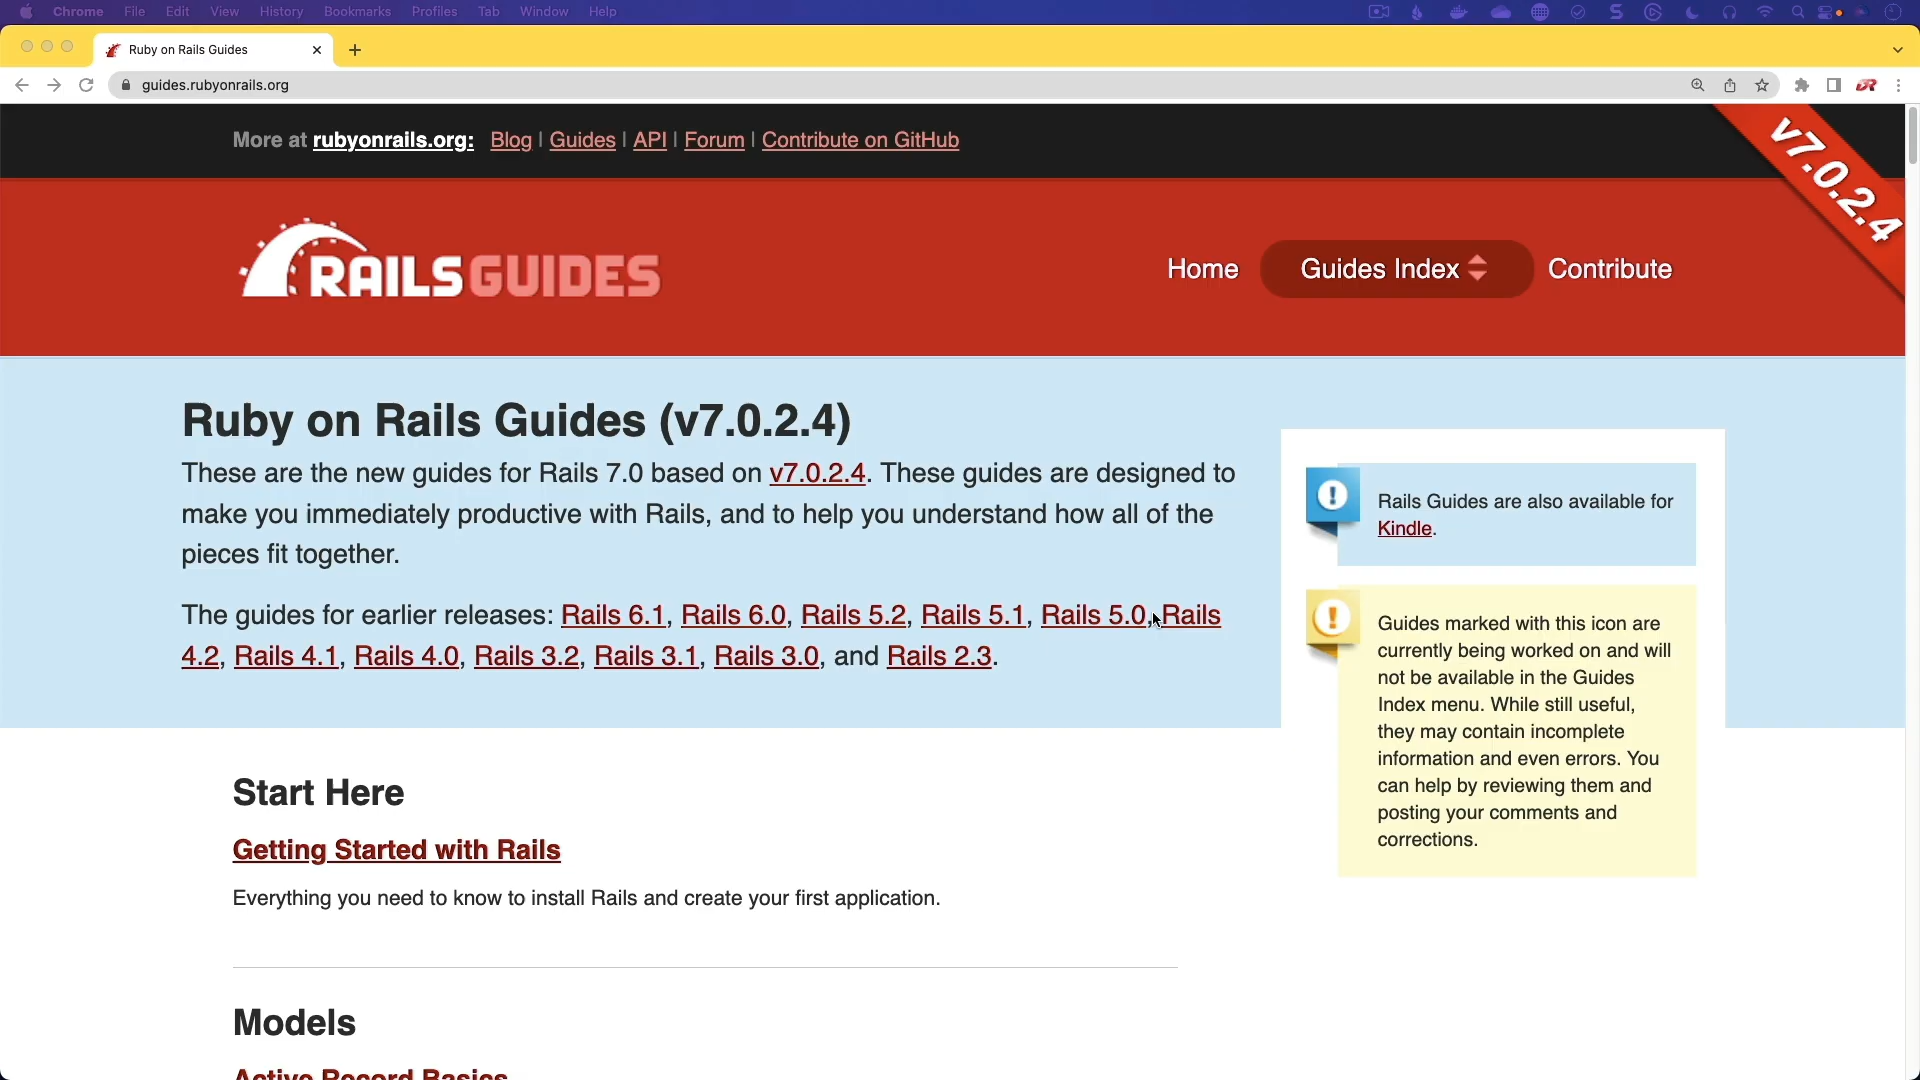 Chrome File Edit View History Bookmarks Profiles Tab Window Help
Ruby on Rails Guides
guides.rubyonrails.org
More at rubyonrails.org: Blog | Guides | API | Forum | Contribute on GitHub
v7.0.2.4
RAILSGUIDES
Home Guides Index Contribute
Ruby on Rails Guides (v7.0.2.4)
These are the new guides for Rails 7.0 based on v7.0.2.4. These guides are designed to
make you immediately productive with Rails, and to help you understand how all of the
pieces fit together.
The guides for earlier releases: Rails 6.1, Rails 6.0, Rails 5.2, Rails 5.1, Rails 5.0, Rails
4.2, Rails 4.1, Rails 4.0, Rails 3.2, Rails 3.1, Rails 3.0, and Rails 2.3.
Rails Guides are also available for
Kindle.
Guides marked with this icon are
currently being worked on and will
not be available in the Guides
Index menu. While still useful,
they may contain incomplete
information and even errors. You
can help by reviewing them and
posting your comments and
corrections.
Start Here
Getting Started with Rails
Everything you need to know to install Rails and create your first application.
Models
Active Record Basics